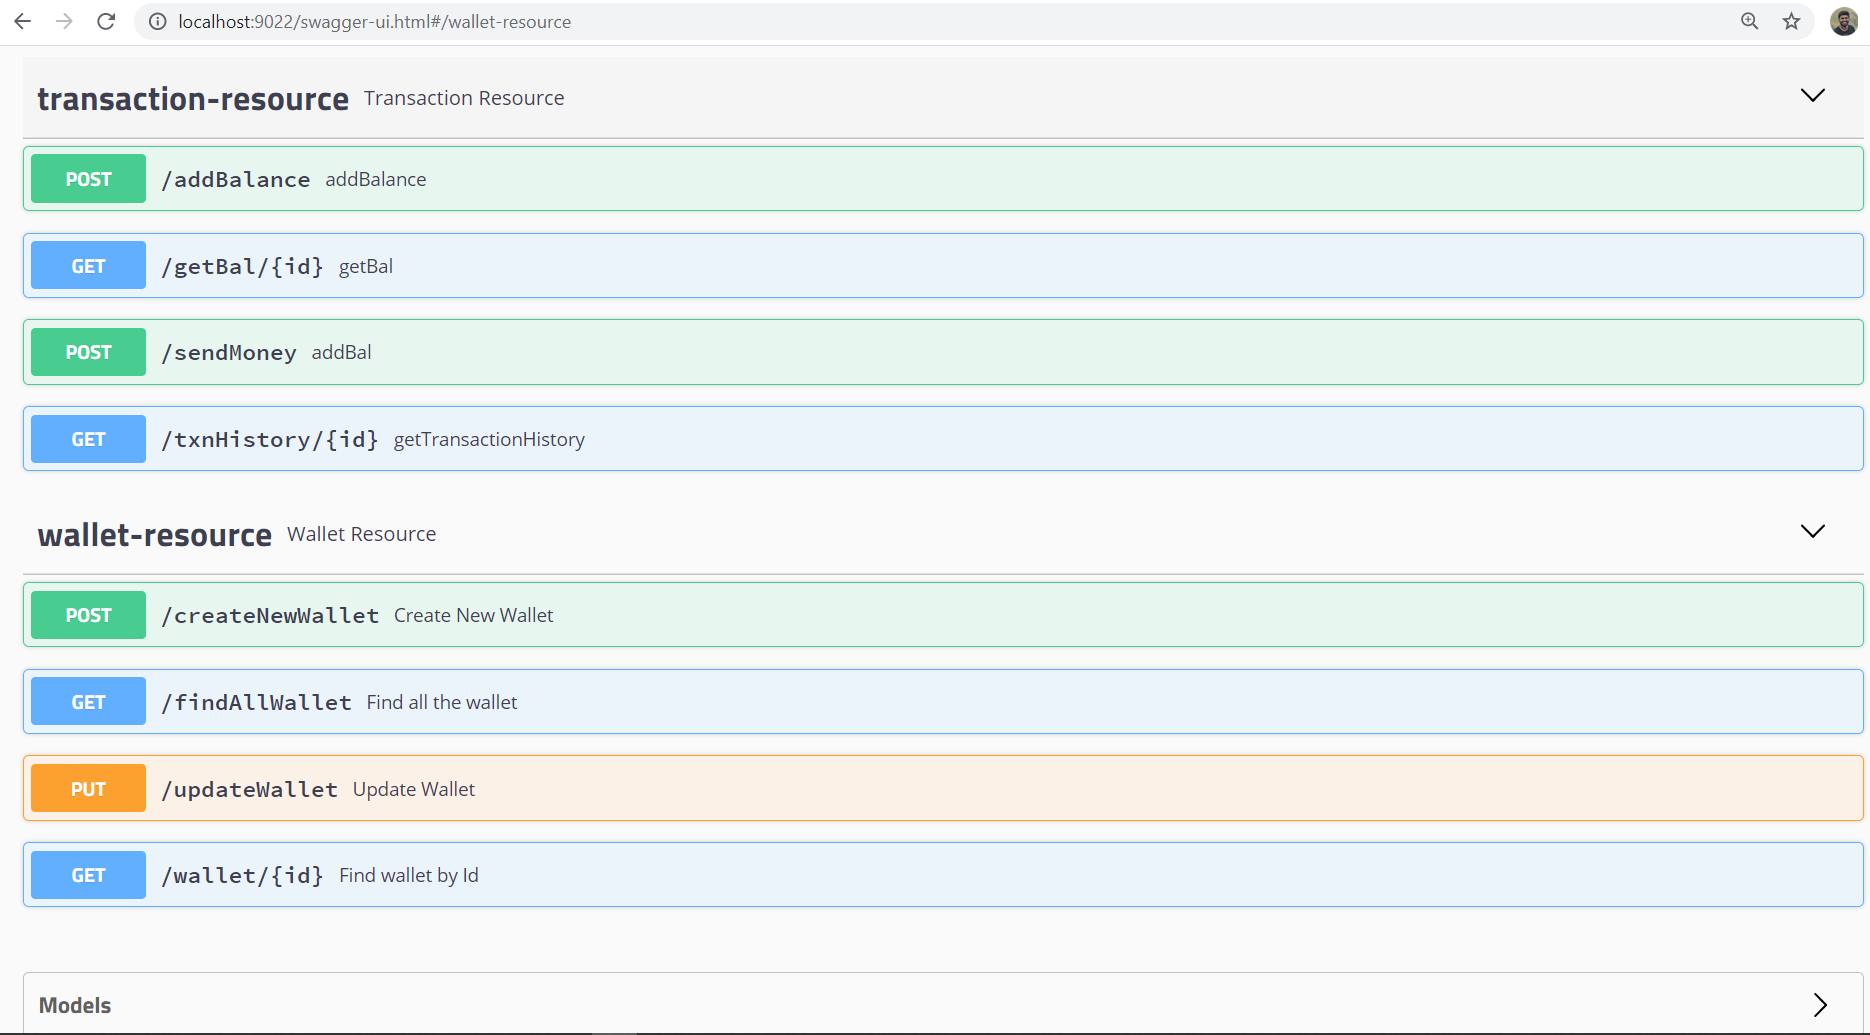 localhost:9022/swagger-ui.html#/wallet-resource
transaction-resource Transaction Resource
POST /addBalance addBalance
GET /getBal/{id} getBal
POST /sendMoney addBal
GET /txnHistory/{id} getTransactionHistory
wallet-resource Wallet Resource
POST /createNewWallet Create New Wallet
GET /findAllWallet Find all the wallet
PUT /updateWallet Update Wallet
GET /wallet/{id} Find wallet by Id
Models